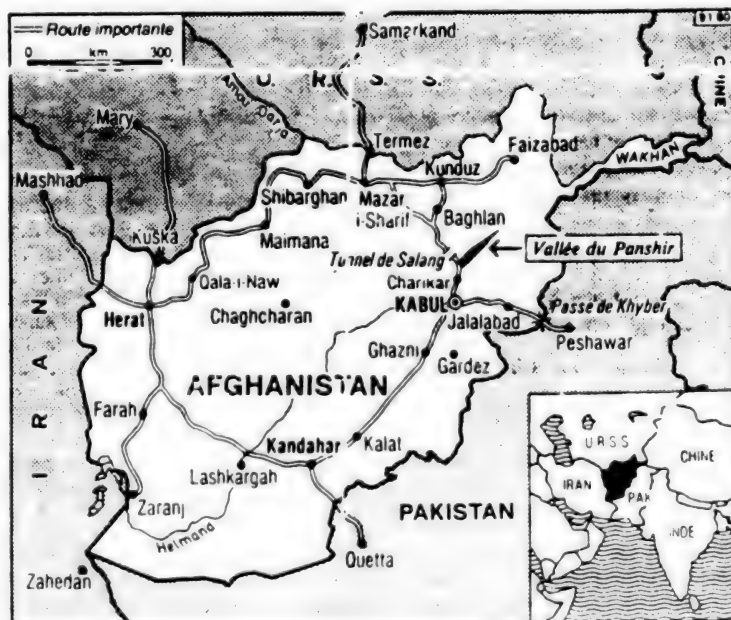 Route importante
0 km 300
Samarkand
U. R. S. S.
CHINE
Amou Daria
Mary
Termez
Faizabad
Kunduz
WAKHAN
Mashhad
Shibarghan
Mazar
i-Sharif
Baghlan
Kuska
Maimana
Tunnel de Salang
Vallée du Panshir
Qala-i-Naw
Charikar
KABUL
Herat
Chaghcharan
Jalalabad
Passe de Khyber
Peshawar
Ghazni
Gardez
IRAN
AFGHANISTAN
Farah
Kandahar
Kalat
Lashkargah
Zaranj
PAKISTAN
Helmand
Quetta
Zahedan
U.R.S.S
CHINE
IRAN
PAK
INDE